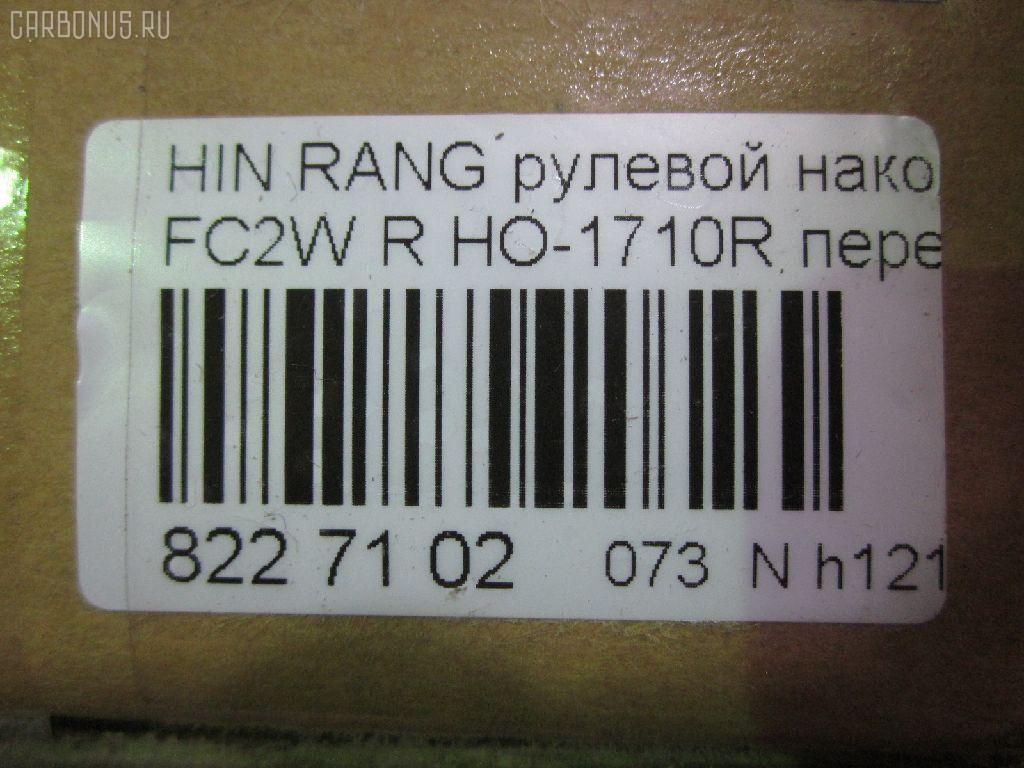 CARBONUS.RU
HIN RANG рулевой нако
FC2W R HO-1710R пере
822 71 02 073 N h121